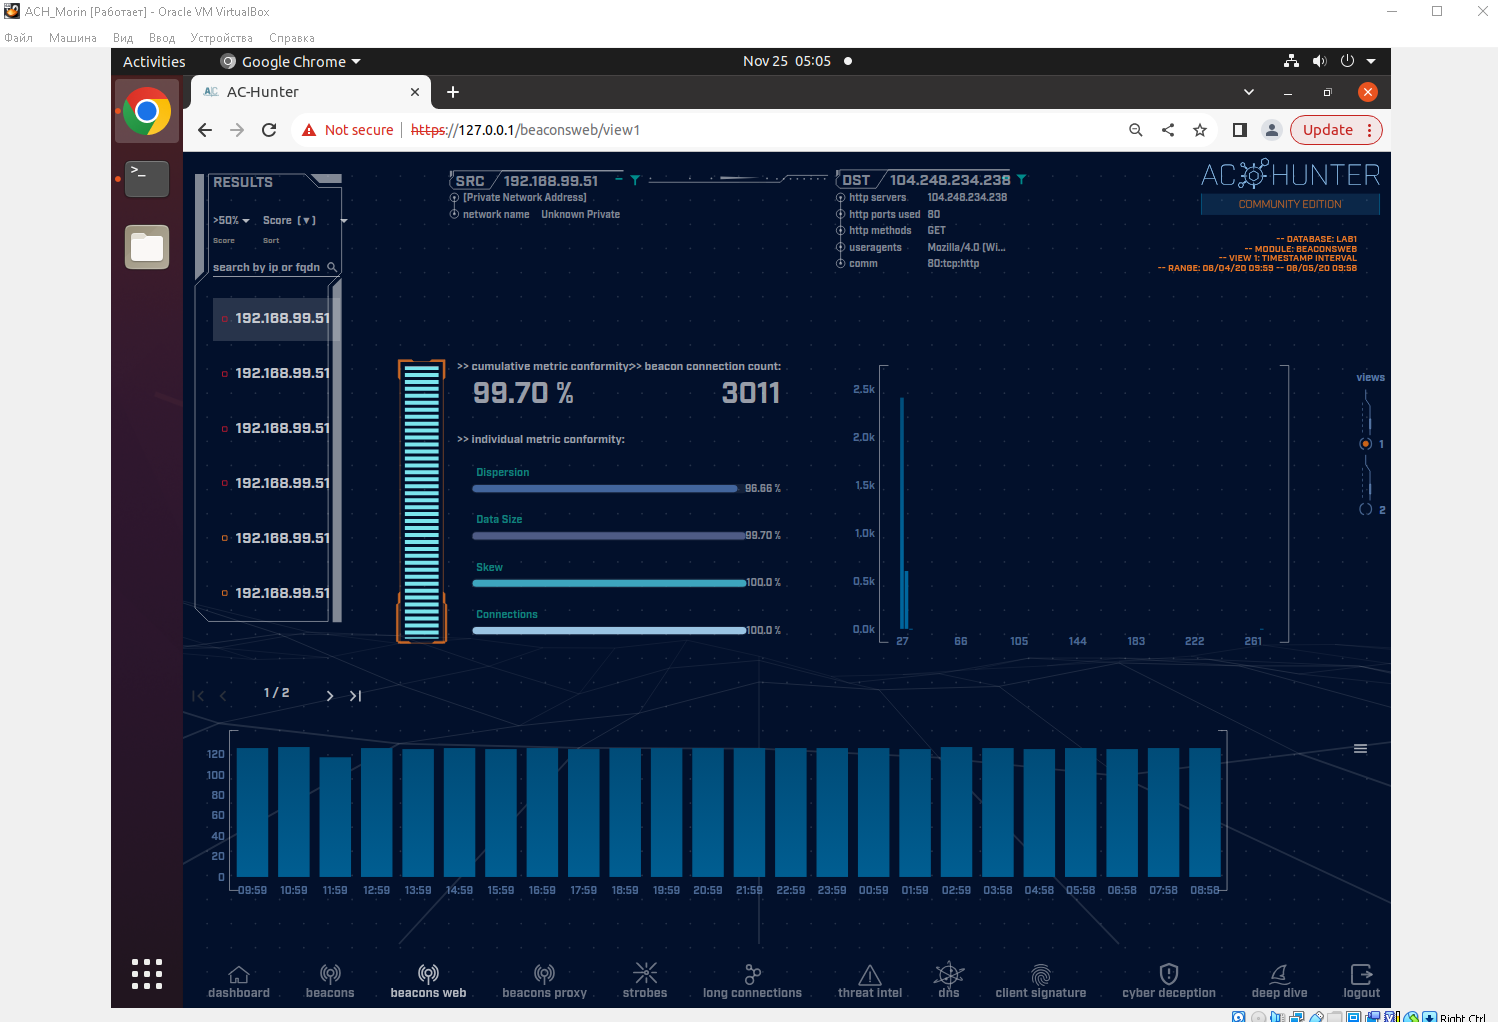 ACH_Morin [Работает] - Oracle VM VirtualBox
Файл Машина Вид Ввод Устройства Справка
Activities Google Chrome Nov 25 05:05
AC-Hunter
Not secure https://127.0.0.1/beaconsweb/view1 Update
RESULTS
>50% Score [▼]
Score Sort
search by ip or fqdn
192.168.99.51
192.168.99.51
192.168.99.51
192.168.99.51
192.168.99.51
192.168.99.51
1 / 2
SRC 192.168.99.51
[Private Network Address]
network name Unknown Private
DST 104.248.234.238
http servers 104.248.234.238
http ports used 80
http methods GET
useragents Mozilla/4.0 (Wi...
comm 80:tcp:http
AC HUNTER
COMMUNITY EDITION
-- DATABASE: LAB1
-- MODULE: BEACONSWEB
-- VIEW 1: TIMESTAMP INTERVAL
-- RANGE: 06/04/20 09:59 -- 06/05/20 09:58
>> cumulative metric conformity>> beacon connection count:
99.70 % 3011
>> individual metric conformity:
Dispersion
96.66 %
Data Size
99.70 %
Skew
100.0 %
Connections
100.0 %
2.5k
2.0k
1.5k
1.0k
0.5k
0.0k
27 66 105 144 183 222 261
views
1
2
120
100
80
60
40
20
0
09:59 10:59 11:59 12:59 13:59 14:59 15:59 16:59 17:59 18:59 19:59 20:59 21:59 22:59 23:59 00:59 01:59 02:59 03:58 04:58 05:58 06:58 07:58 08:58
dashboard beacons beacons web beacons proxy strobes long connections threat intel dns client signature cyber deception deep dive logout
Right Ctrl